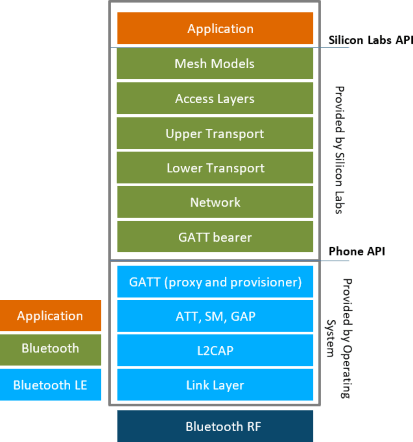 Application
Silicon Labs API
Mesh Models
Access Layers
Upper Transport
Lower Transport
Network
GATT bearer
Provided by Silicon Labs
Phone API
GATT (proxy and provisioner)
ATT, SM, GAP
L2CAP
Link Layer
Provided by Operating
System
Application
Bluetooth
Bluetooth LE
Bluetooth RF